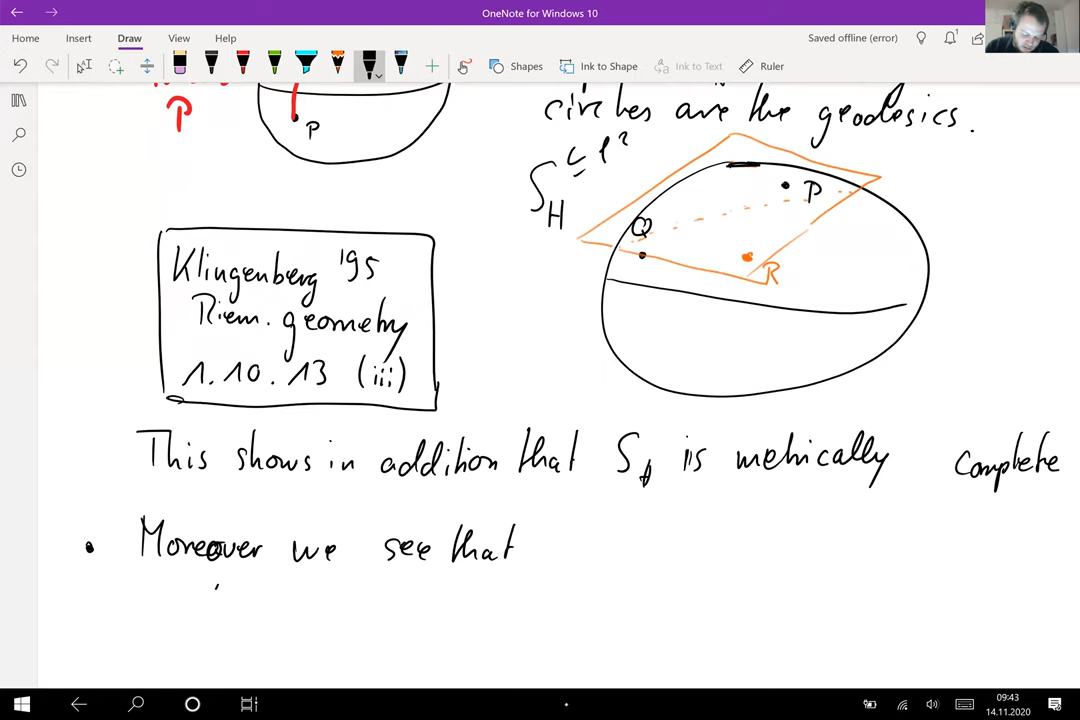 OneNote for Windows 10
Home Insert Draw View Help
Saved offline (error)
Shapes Ink to Shape Ink to Text Ruler
P
P
circles are the geodesics.
S_H ⊆ ℓ²
P
Q
R
Klingenberg '95
Riem. geometry
1.10.13 (iii)
This shows in addition that S is metrically complete
• Moreover we see that
09:43
14.11.2020